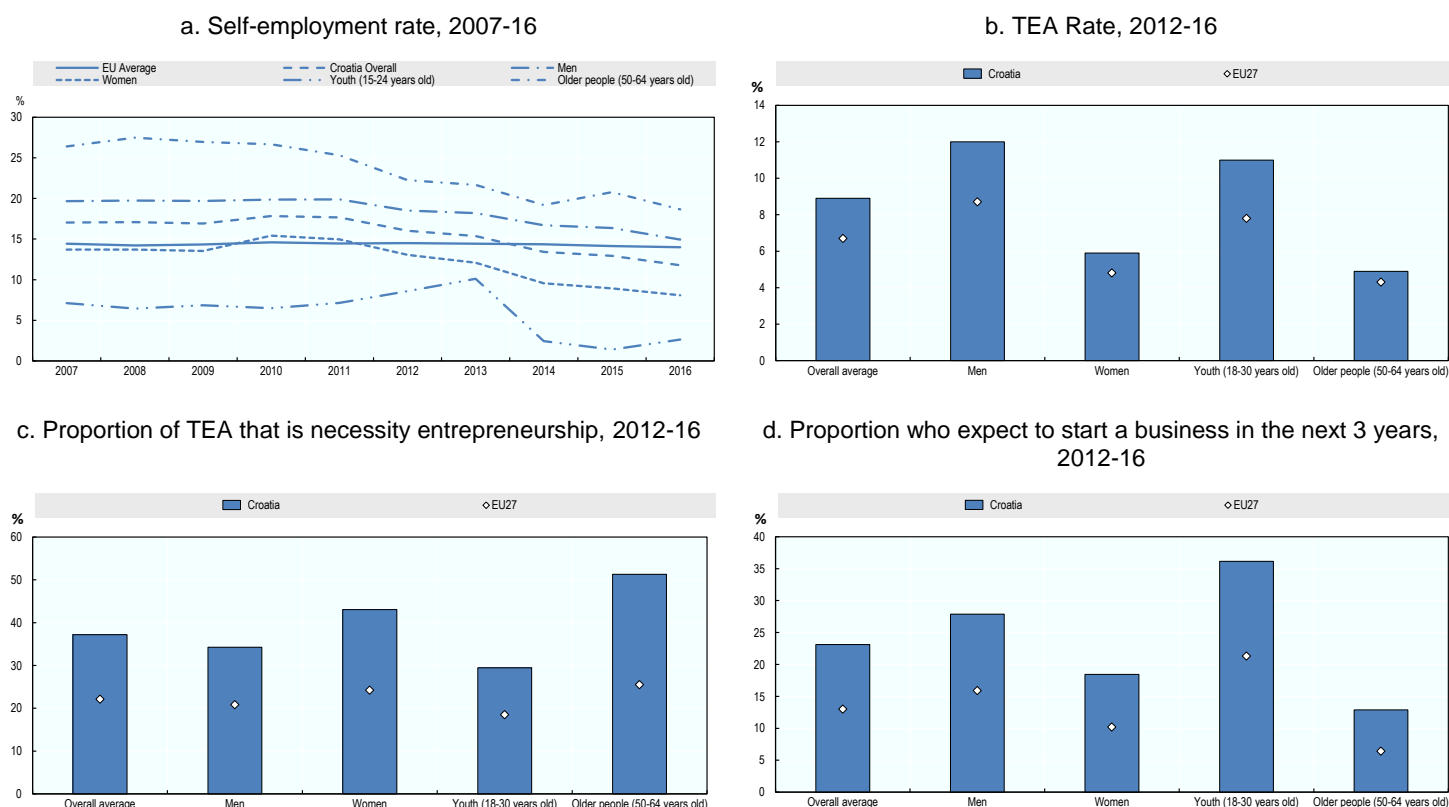 a. Self-employment rate, 2007-16
EU Average
Croatia Overall
Men
Women
Youth (15-24 years old)
Older people (50-64 years old)
%
30
25
20
15
10
5
0
2007 2008 2009 2010 2011 2012 2013 2014 2015 2016
b. TEA Rate, 2012-16
Croatia
EU27
%
14
12
10
8
6
4
2
0
Overall average Men Women Youth (18-30 years old) Older people (50-64 years old)
c. Proportion of TEA that is necessity entrepreneurship, 2012-16
Croatia
EU27
%
60
50
40
30
20
10
0
Overall average Men Women Youth (18-30 years old) Older people (50-64 years old)
d. Proportion who expect to start a business in the next 3 years,
2012-16
Croatia
EU27
%
40
35
30
25
20
15
10
5
0
Overall average Men Women Youth (18-30 years old) Older people (50-64 years old)